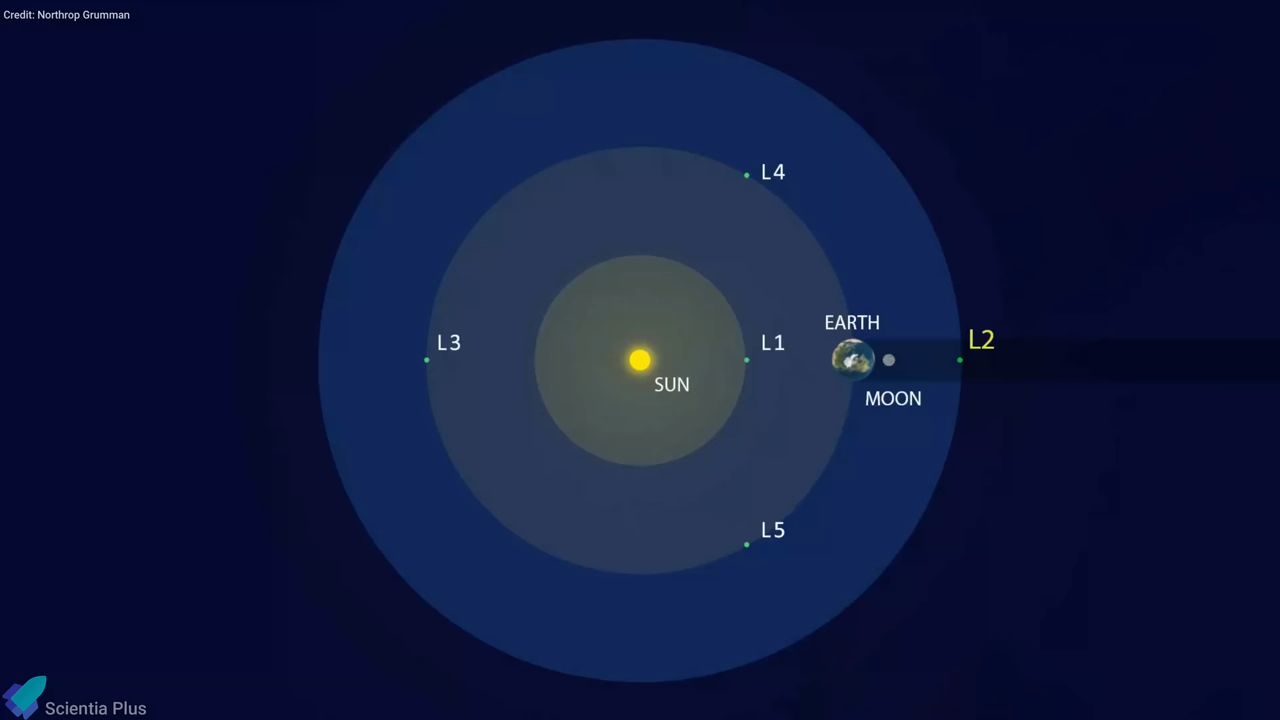 Credit: Northrop Grumman
L4
EARTH
L3
L1
L2
SUN
MOON
L5
Scientia Plus